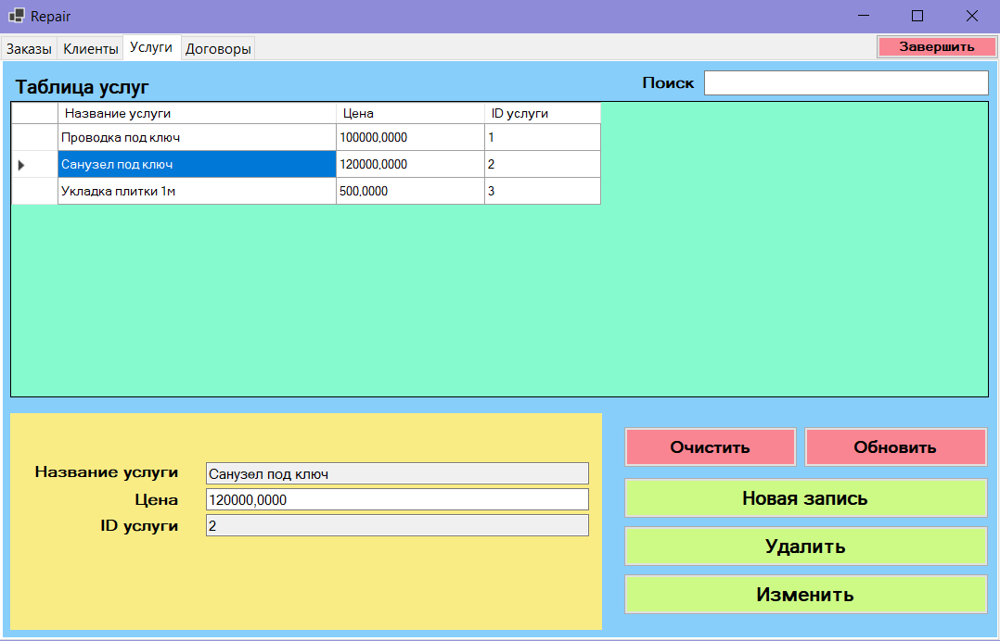 Repair
Заказы Клиенты Услуги Договоры Завершить
Таблица услуг Поиск
Название услуги Цена ID услуги
Проводка под ключ 100000,0000 1
Санузел под ключ 120000,0000 2
Укладка плитки 1м 500,0000 3
Название услуги Санузел под ключ
Цена 120000,0000
ID услуги 2
Очистить Обновить
Новая запись
Удалить
Изменить